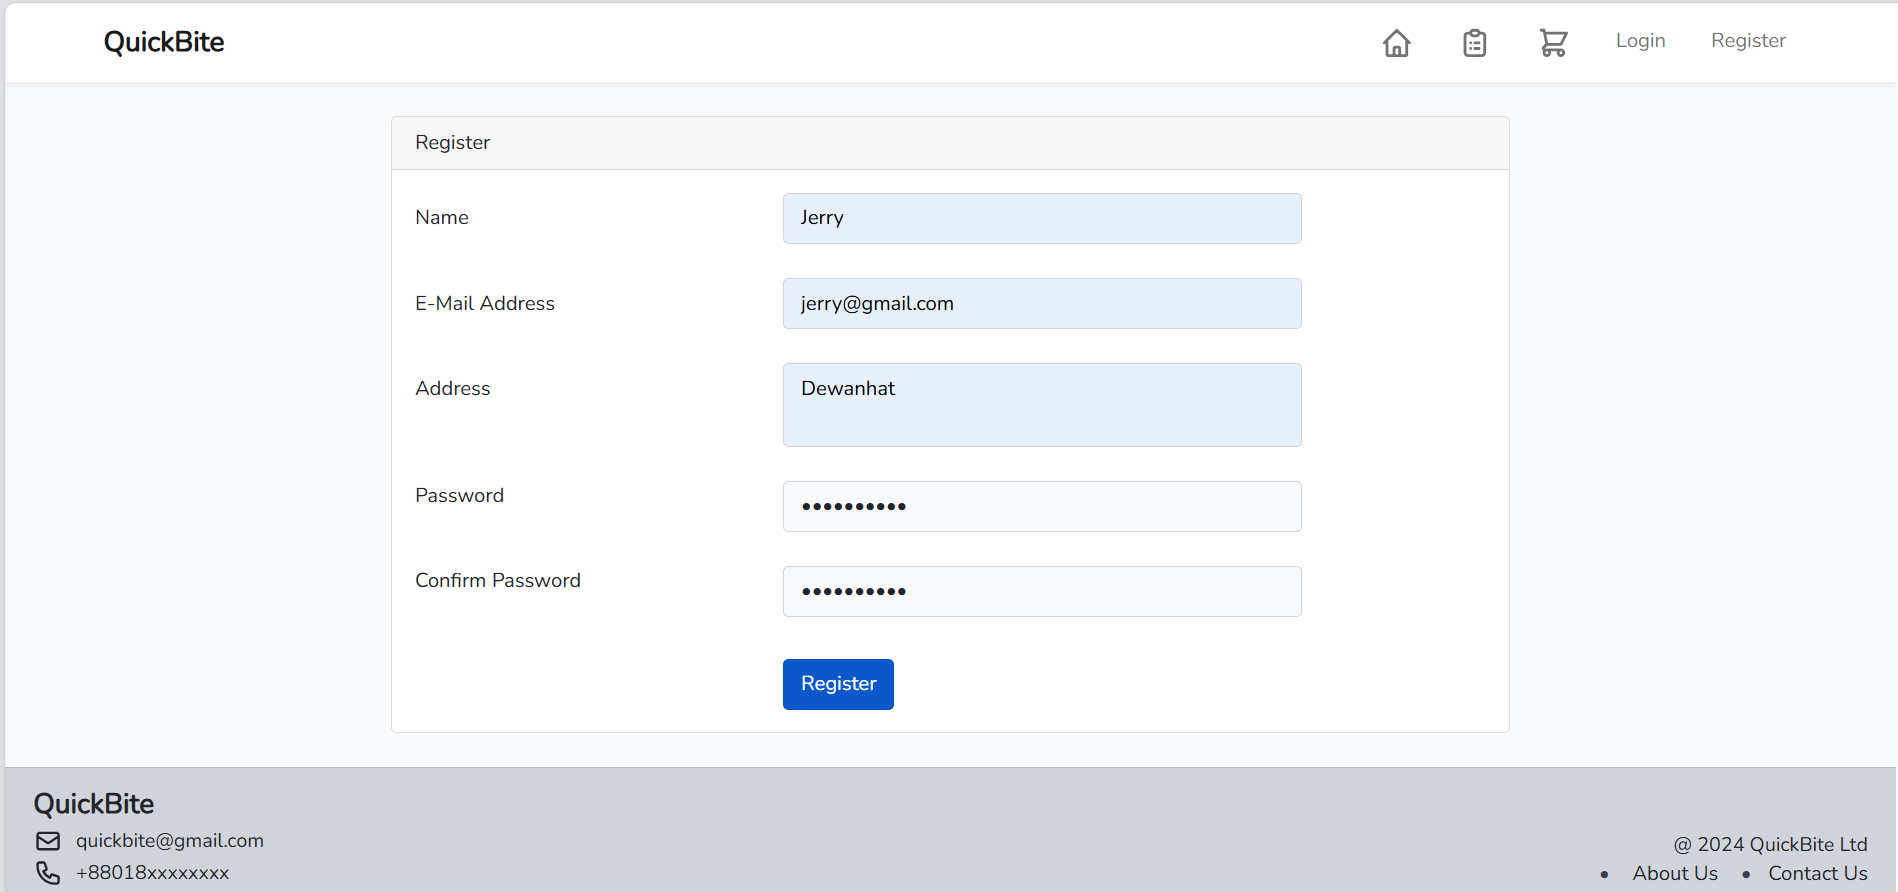 QuickBite
Login
Register
Register
Name
Jerry
E-Mail Address
jerry@gmail.com
Address
Dewanhat
Password
••••••••••
Confirm Password
••••••••••
Register
QuickBite
quickbite@gmail.com
+88018xxxxxxxx
@ 2024 QuickBite Ltd
• About Us • Contact Us